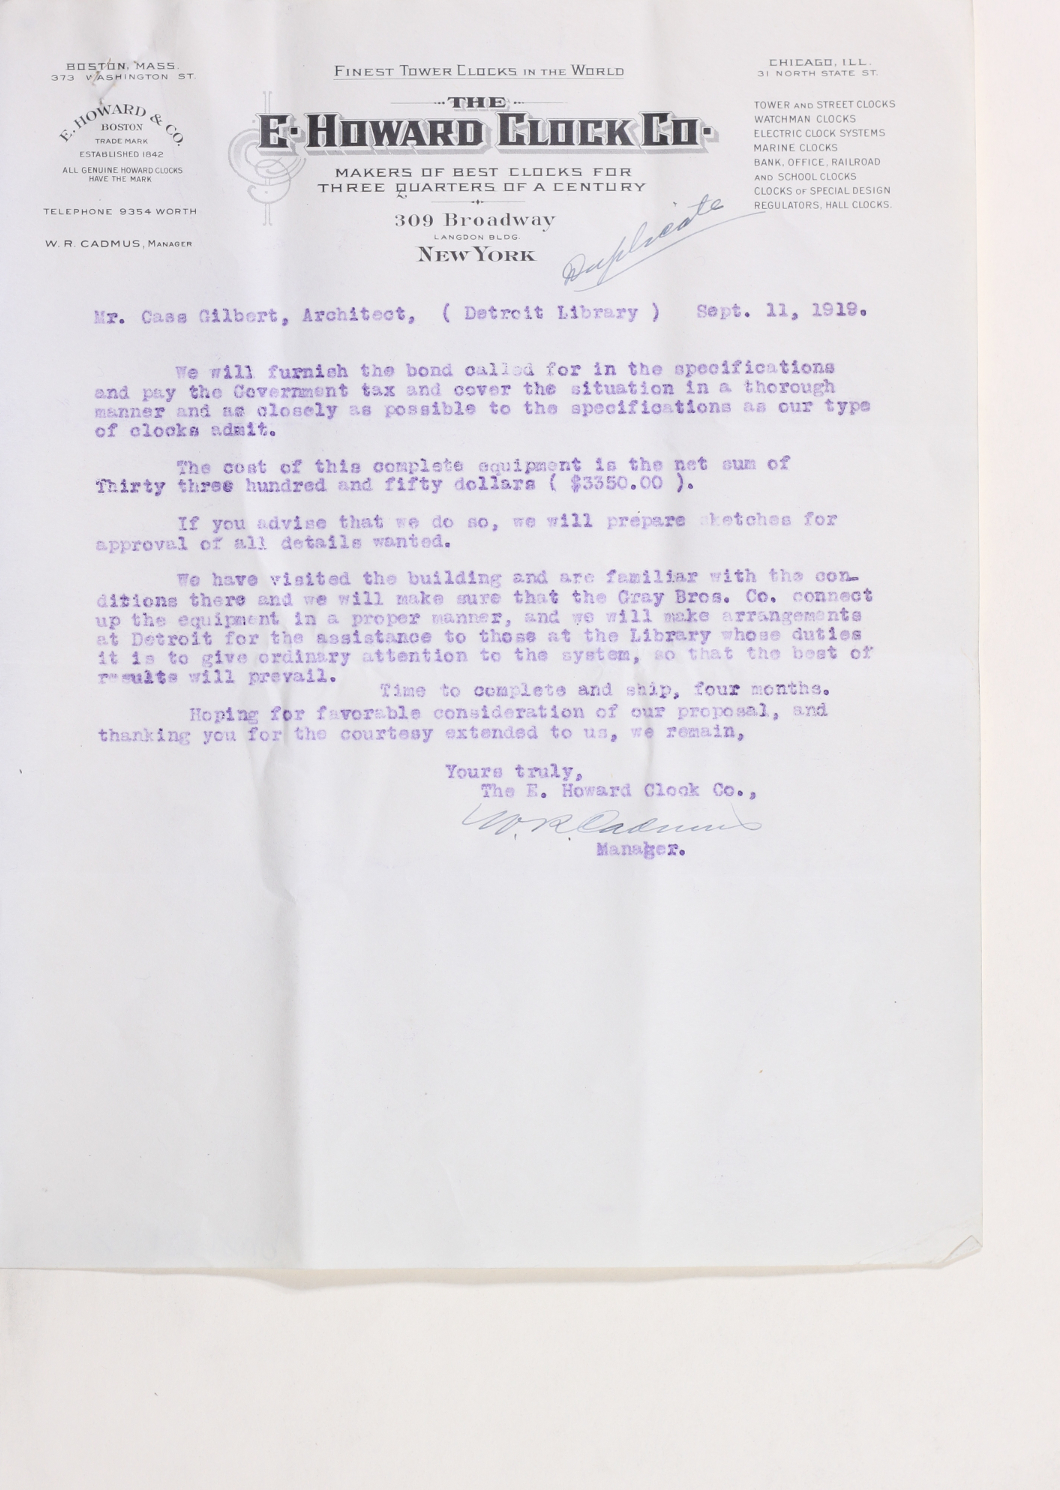 BOSTON, MASS.
373 WASHINGTON ST.
E. HOWARD & CO.
BOSTON
TRADE MARK
ESTABLISHED 1842
ALL GENUINE HOWARD CLOCKS
HAVE THE MARK
TELEPHONE 9354 WORTH
W. R. CADMUS, MANAGER
FINEST TOWER CLOCKS IN THE WORLD
THE
E. HOWARD CLOCK CO.
MAKERS OF BEST CLOCKS FOR
THREE QUARTERS OF A CENTURY
309 Broadway
LANGDON BLDG.
NEW YORK
CHICAGO, ILL.
31 NORTH STATE ST.
TOWER AND STREET CLOCKS
WATCHMAN CLOCKS
ELECTRIC CLOCK SYSTEMS
MARINE CLOCKS
BANK, OFFICE, RAILROAD
AND SCHOOL CLOCKS
CLOCKS OF SPECIAL DESIGN
REGULATORS, HALL CLOCKS.
Duplicate
Mr. Cass Gilbert, Architect, ( Detroit Library ) Sept. 11, 1919.
We will furnish the bond called for in the specifications
and pay the Government tax and cover the situation in a thorough
manner and as closely as possible to the specifications as our type
of clocks admit.
The cost of this complete equipment is the net sum of
Thirty three hundred and fifty dollars ( $3350.00 ).
If you advise that we do so, we will prepare sketches for
approval of all details wanted.
We have visited the building and are familiar with the con-
ditions there and we will make sure that the Gray Bros. Co. connect
up the equipment in a proper manner, and we will make arrangements
at Detroit for the assistance to those at the Library whose duties
it is to give ordinary attention to the system, so that the best of
results will prevail.
Time to complete and ship, four months.
Hoping for favorable consideration of our proposal, and
thanking you for the courtesy extended to us, we remain,
Yours truly,
The E. Howard Clock Co.,
W. R. Cadmus
Manager.